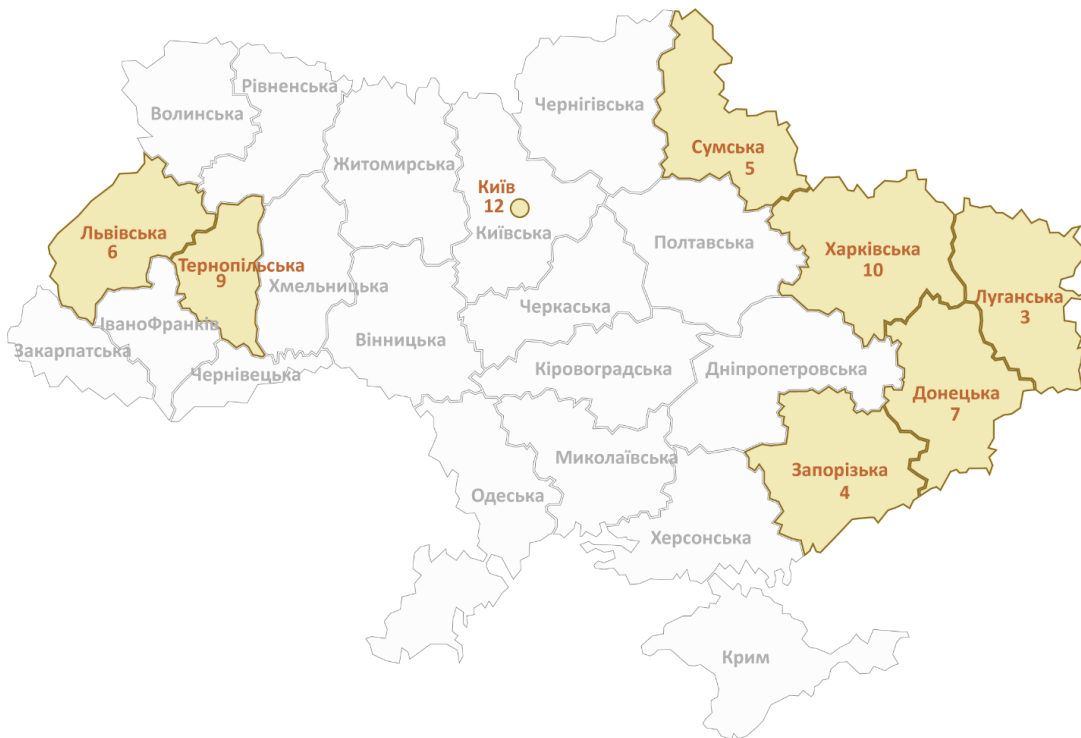 Рівненська
Волинська
Чернігівська
Сумська
5
Житомирська
Київ
12
Київська
Львівська
6
Тернопільська
9
Хмельницька
Полтавська
Харківська
10
Луганська
3
Черкаська
ІваноФранків
Закарпатська
Вінницька
Чернівецька
Кіровоградська
Дніпропетровська
Донецька
7
Миколаївська
Запорізька
4
Одеська
Херсонська
Крим